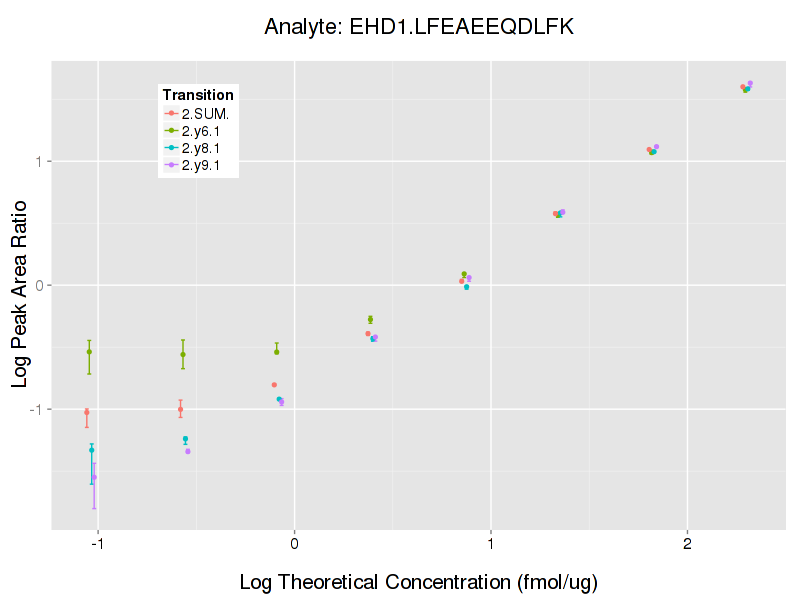 Analyte: EHD1.LFEAEEQDLFK
Transition
2.SUM.
2.y6.1
2.y8.1
2.y9.1
Log Peak Area Ratio
1
0
-1
-1
0
1
2
Log Theoretical Concentration (fmol/ug)